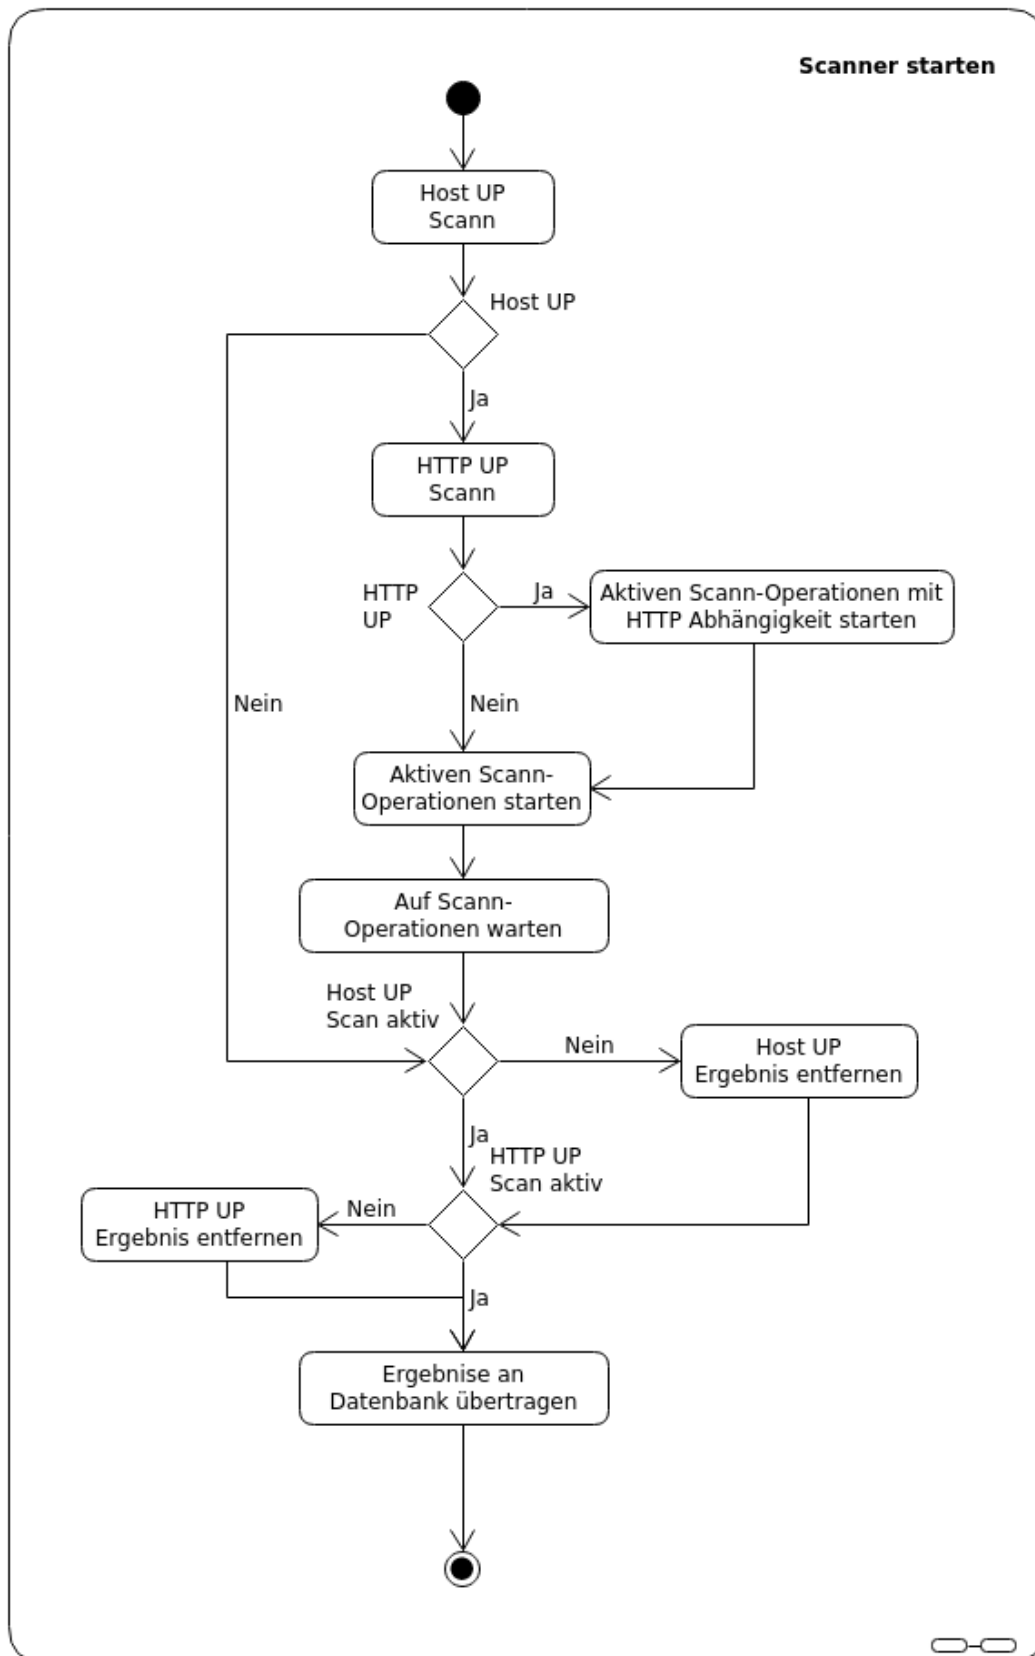 Scanner starten
Host UP
Scann
Host UP
Ja
HTTP UP
Scann
HTTP
UP
Ja
Aktiven Scann-Operationen mit
HTTP Abhängigkeit starten
Nein
Nein
Aktiven Scann-
Operationen starten
Auf Scann-
Operationen warten
Host UP
Scan aktiv
Nein
Host UP
Ergebnis entfernen
Ja
HTTP UP
Scan aktiv
Nein
HTTP UP
Ergebnis entfernen
Ja
Ergebnise an
Datenbank übertragen